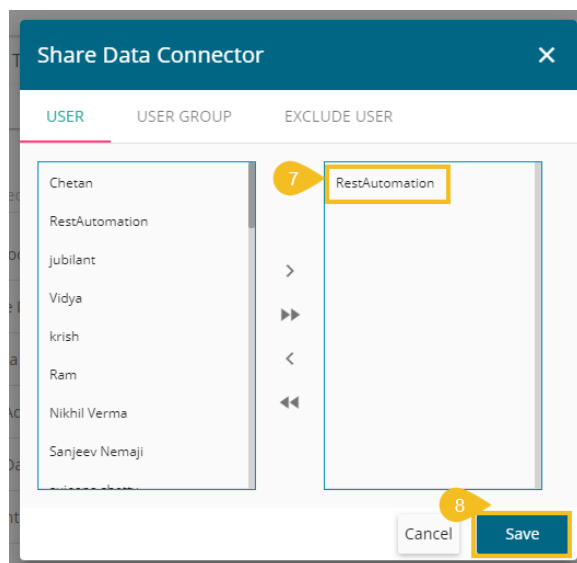 Share Data Connector
USER USER GROUP EXCLUDE USER
Chetan
RestAutomation
jubilant
Vidya
krish
Ram
Nikhil Verma
Sanjeev Nemaji
7
RestAutomation
8
Cancel
Save